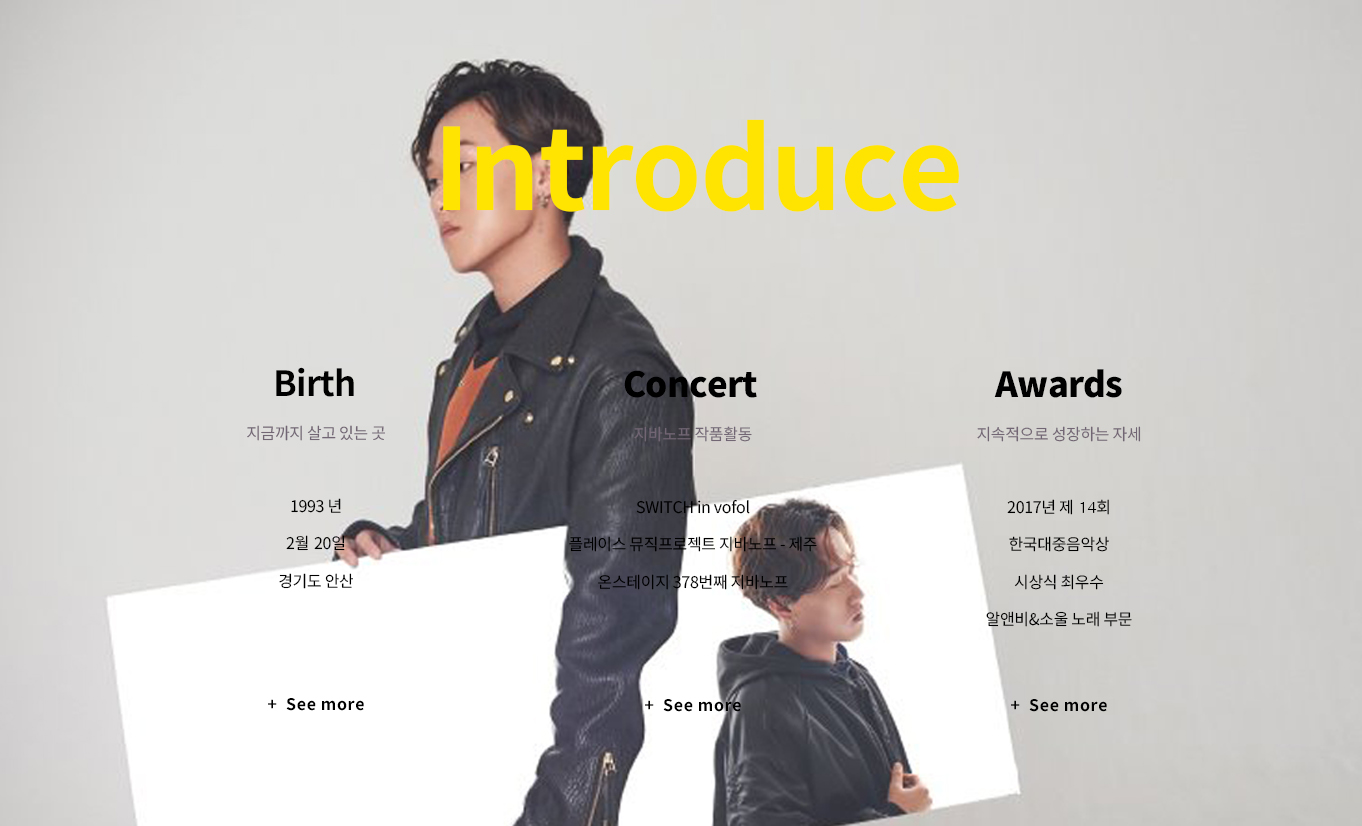 Introduce
Birth
지금까지 살고 있는 곳
1993 년
2월 20일
경기도 안산
+ See more
Concert
지바노프 작품활동
SWITCH in vofol
플레이스 뮤직프로젝트 지바노프 - 제주
온스테이지 378번째 지바노프
+ See more
Awards
지속적으로 성장하는 자세
2017년 제 14회
한국대중음악상
시상식 최우수
알앤비&소울 노래 부문
+ See more